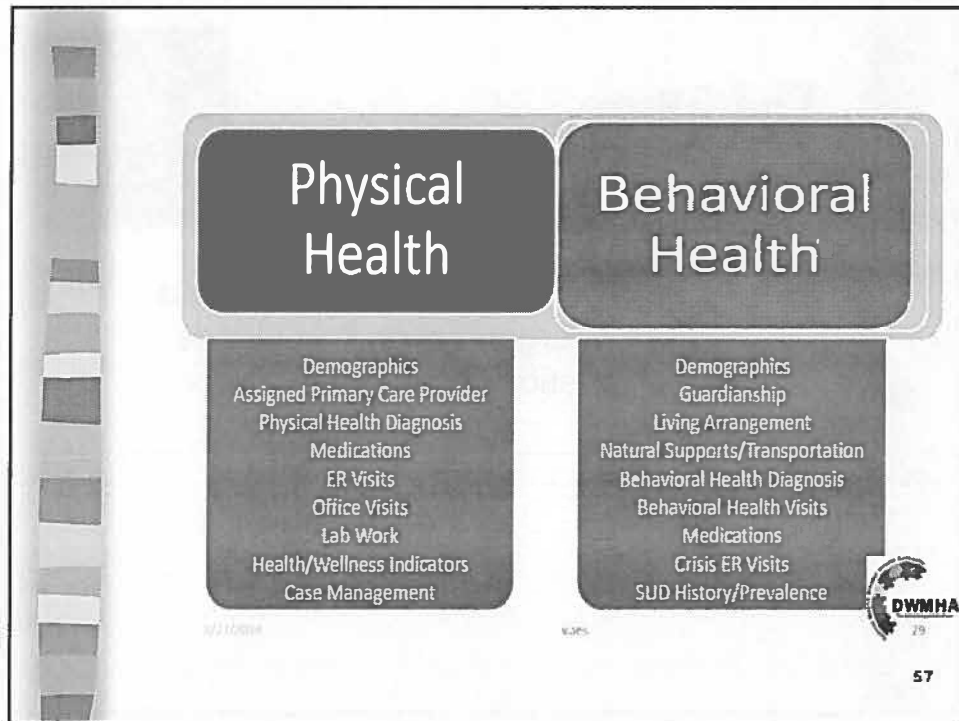 Physical
Health
Behavioral
Health
Demographics
Assigned Primary Care Provider
Physical Health Diagnosis
Medications
ER Visits
Office Visits
Lab Work
Health/Wellness Indicators
Case Management
Demographics
Guardianship
Living Arrangement
Natural Supports/Transportation
Behavioral Health Diagnosis
Behavioral Health Visits
Medications
Crisis ER Visits
SUD History/Prevalence
DWMHA
29
57